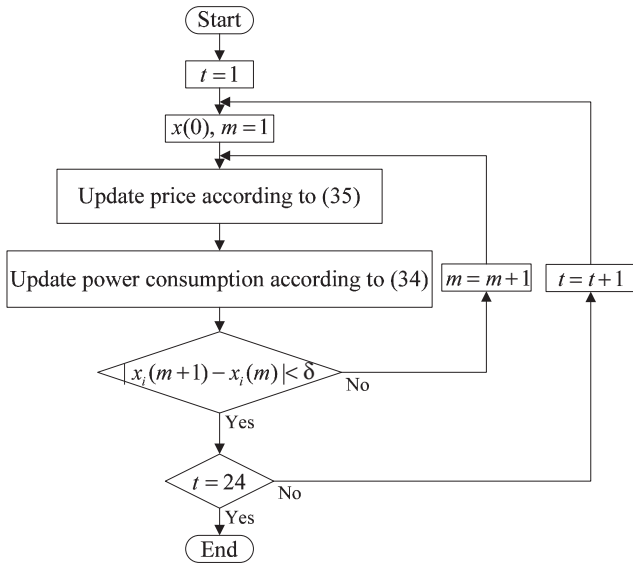 Start
t = 1
x(0), m = 1
Update price according to (35)
Update power consumption according to (34)
m = m+1
t = t+1
| x_i(m+1) − x_i(m) |< δ
No
Yes
t = 24
No
Yes
End